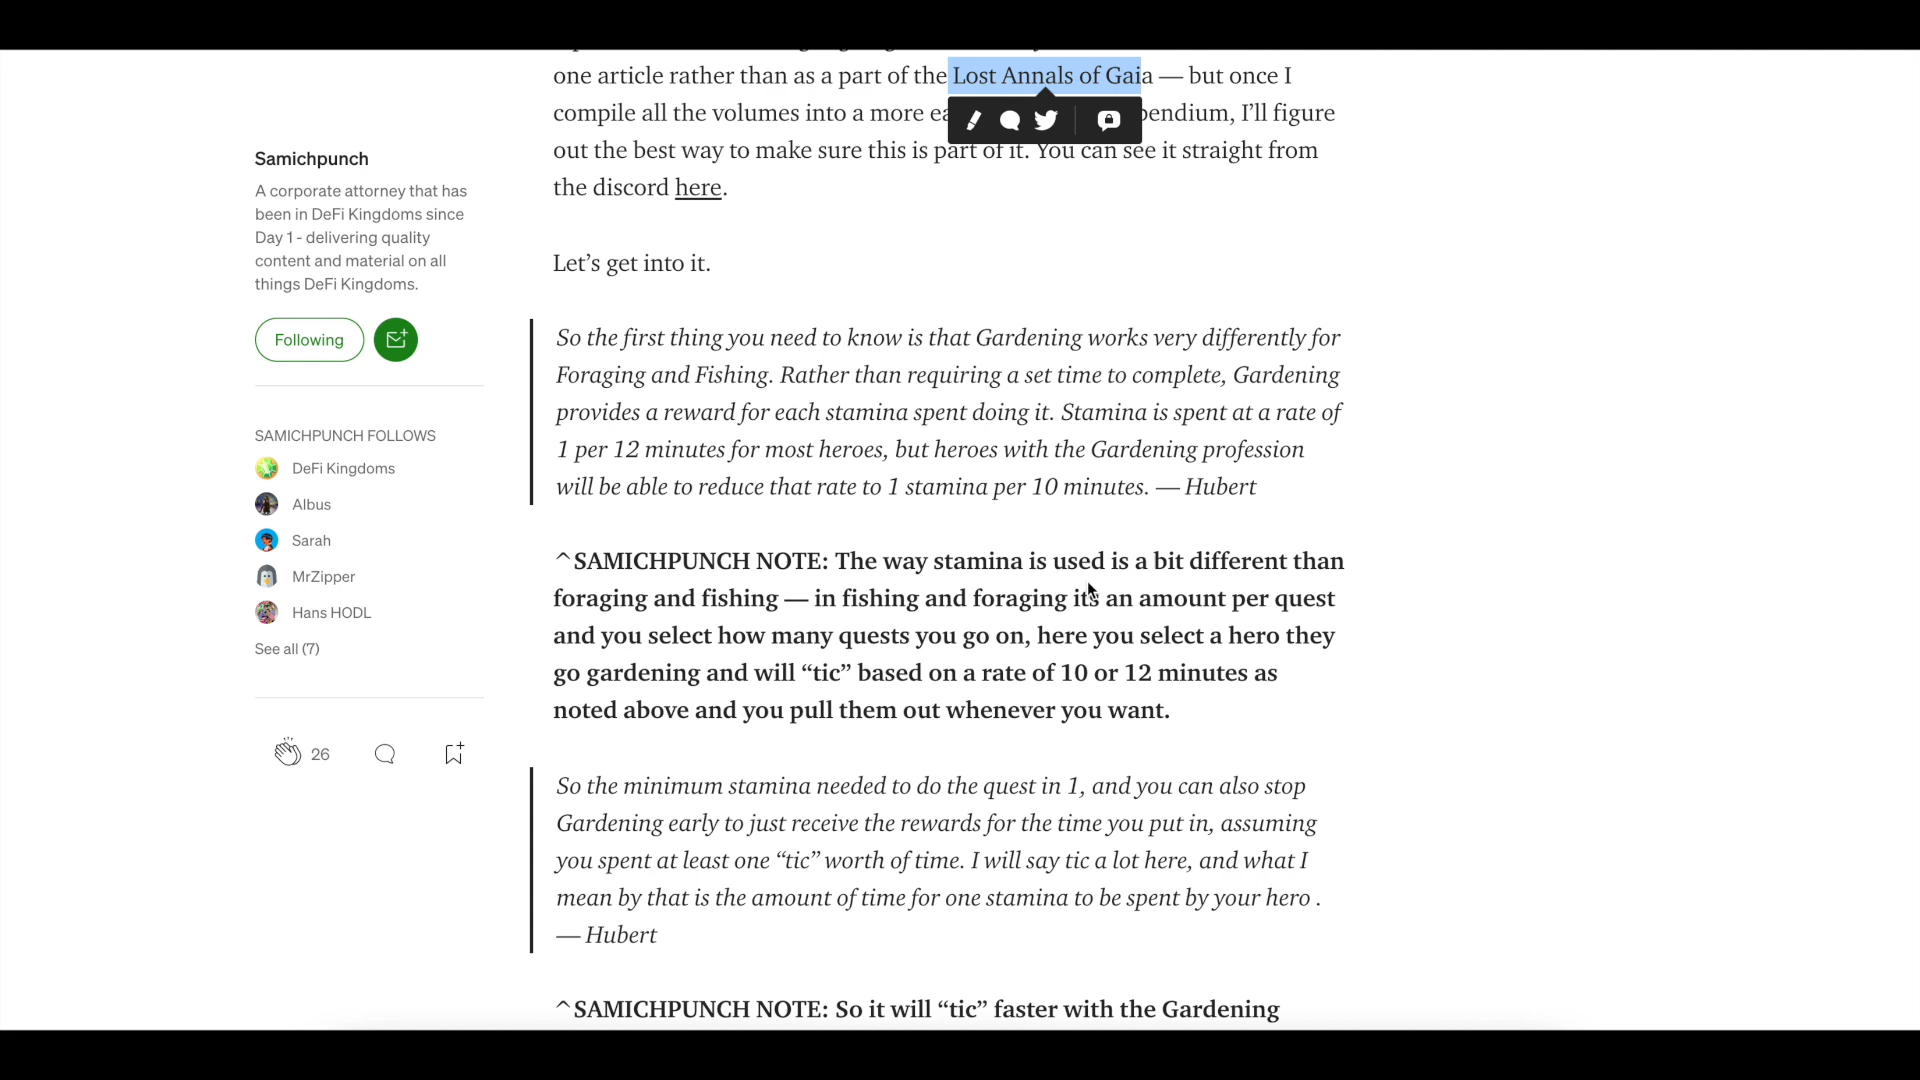 one article rather than as a part of the Lost Annals of Gaia — but once I
compile all the volumes into a more ea pendium, I’ll figure
out the best way to make sure this is part of it. You can see it straight from
the discord here.
Let’s get into it.
So the first thing you need to know is that Gardening works very differently for
Foraging and Fishing. Rather than requiring a set time to complete, Gardening
provides a reward for each stamina spent doing it. Stamina is spent at a rate of
1 per 12 minutes for most heroes, but heroes with the Gardening profession
will be able to reduce that rate to 1 stamina per 10 minutes. — Hubert
^SAMICHPUNCH NOTE: The way stamina is used is a bit different than
foraging and fishing — in fishing and foraging its an amount per quest
and you select how many quests you go on, here you select a hero they
go gardening and will “tic” based on a rate of 10 or 12 minutes as
noted above and you pull them out whenever you want.
So the minimum stamina needed to do the quest in 1, and you can also stop
Gardening early to just receive the rewards for the time you put in, assuming
you spent at least one “tic” worth of time. I will say tic a lot here, and what I
mean by that is the amount of time for one stamina to be spent by your hero .
— Hubert
^SAMICHPUNCH NOTE: So it will “tic” faster with the Gardening
Samichpunch
A corporate attorney that has
been in DeFi Kingdoms since
Day 1 - delivering quality
content and material on all
things DeFi Kingdoms.
Following
SAMICHPUNCH FOLLOWS
DeFi Kingdoms
Albus
Sarah
MrZipper
Hans HODL
See all (7)
26